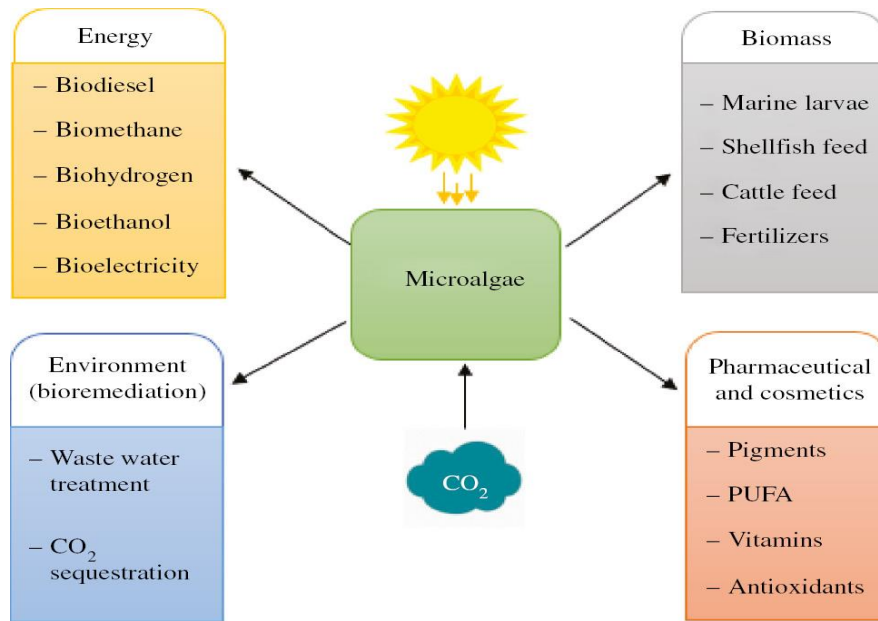 Energy
– Biodiesel
– Biomethane
– Biohydrogen
– Bioethanol
– Bioelectricity
Biomass
– Marine larvae
– Shellfish feed
– Cattle feed
– Fertilizers
Microalgae
CO₂
Environment
(bioremediation)
– Waste water
treatment
– CO₂
sequestration
Pharmaceutical
and cosmetics
– Pigments
– PUFA
– Vitamins
– Antioxidants